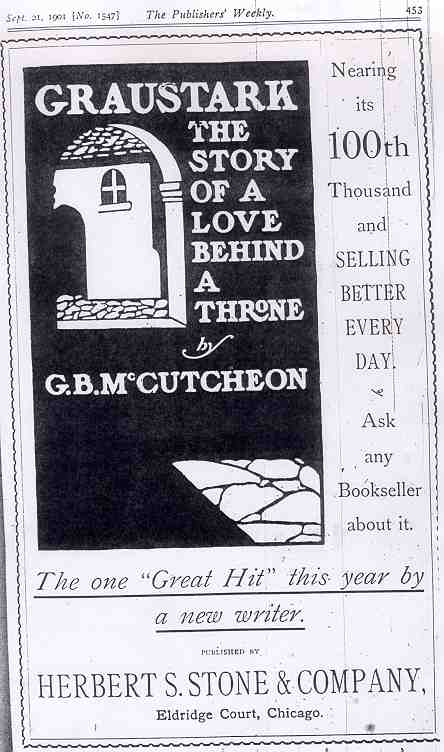 Sept. 21, 1901 [No. 1547]
The Publishers' Weekly.
453
GRAUSTARK
THE
STORY
OF A
LOVE
BEHIND
A
THRONE
by
G.B.McCUTCHEON
Nearing
its
100th
Thousand
and
SELLING
BETTER
EVERY
DAY.
Ask
any
Bookseller
about it.
The one "Great Hit" this year by
a new writer.
PUBLISHED BY
HERBERT S. STONE & COMPANY,
Eldridge Court, Chicago.